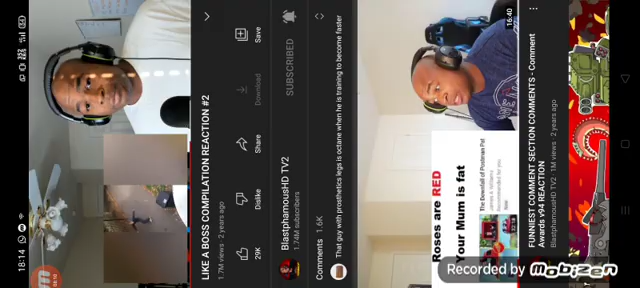 18:14
LIKE A BOSS COMPILATION REACTION #2
1.7M views · 2 years ago
29K
Dislike
Share
Download
Save
BlastphamousHD TV2
1.74M subscribers
SUBSCRIBED
Comments 1.6K
That guy with prosthetics legs is octane when he is training to become faster
Roses are RED
Your Mum is fat
The Downfall of Postman Pat
16:40
FUNNIEST COMMENT SECTION COMMENTS - Comment
Awards v94 REACTION
BlastphamousHD TV2 · 1M views · 2 years ago
Recorded by mobizen